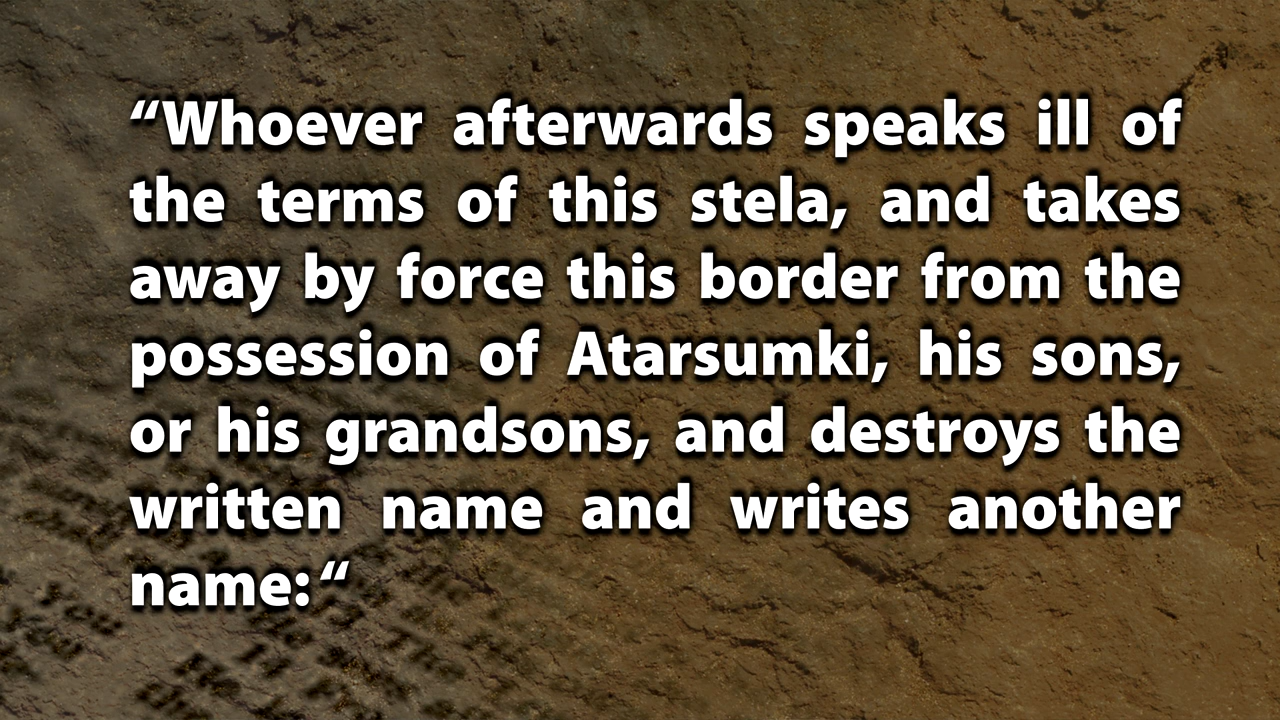 “Whoever afterwards speaks ill of
the terms of this stela, and takes
away by force this border from the
possession of Atarsumki, his sons,
or his grandsons, and destroys the
written name and writes another
name: “